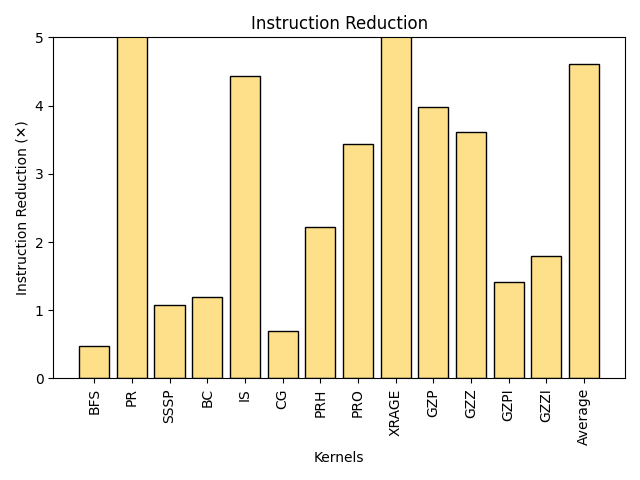 Instruction Reduction
Instruction Reduction (×)
5
4
3
2
1
0
BFS
PR
SSSP
BC
IS
CG
PRH
PRO
XRAGE
GZP
GZZ
GZPI
GZZI
Average
Kernels